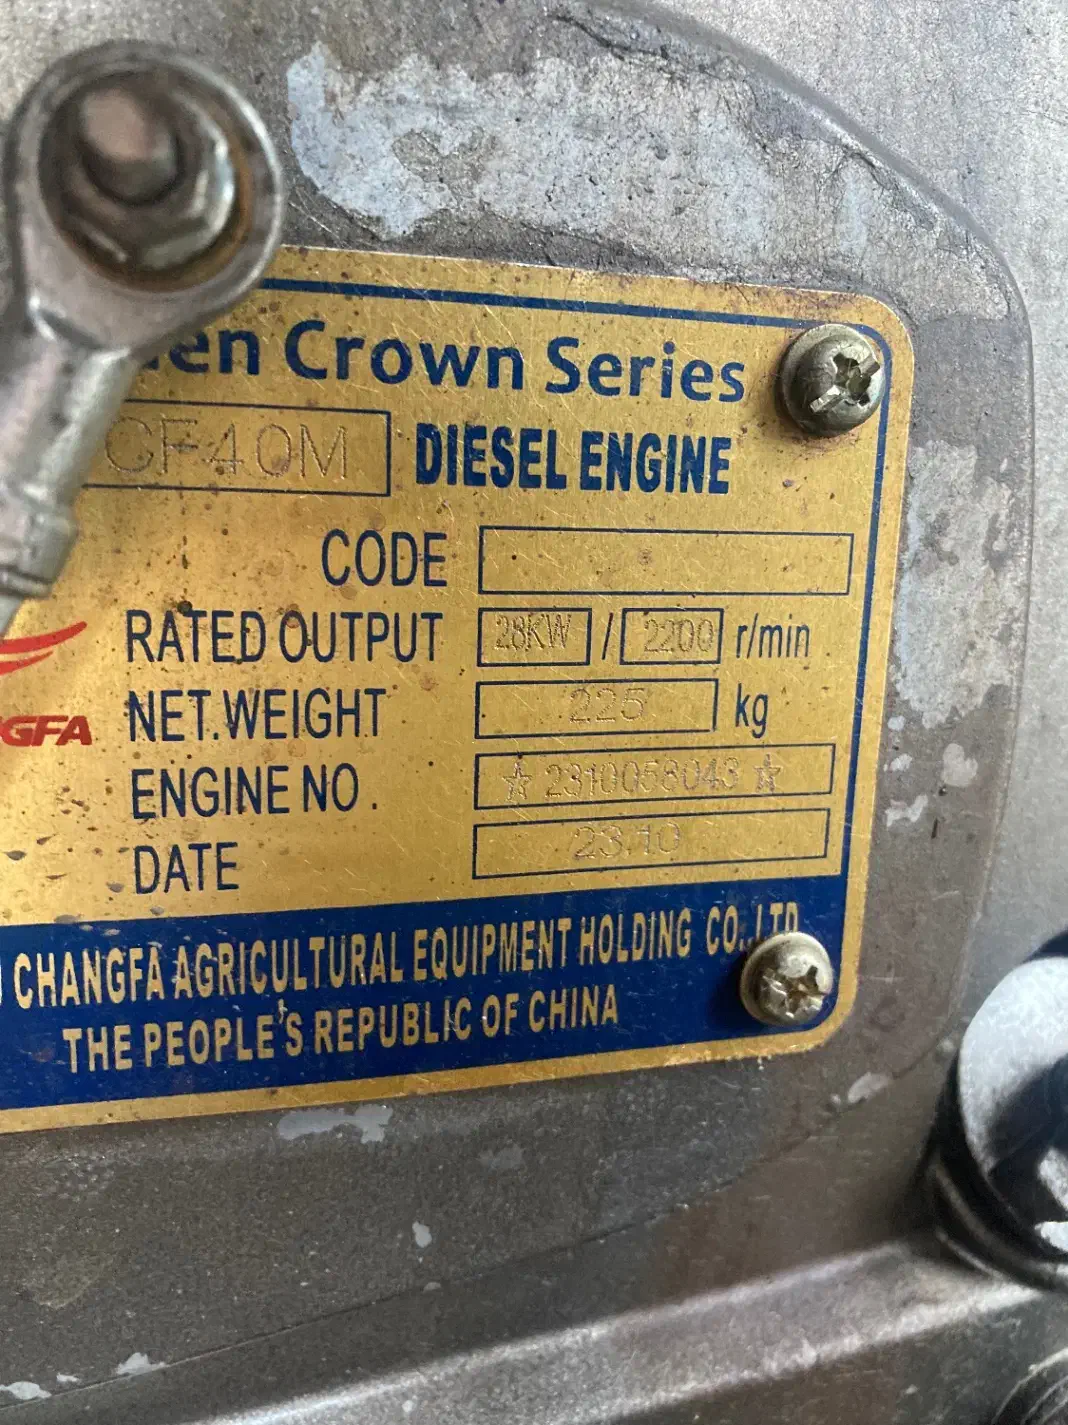 en Crown Series
CF40M DIESEL ENGINE
CODE
RATED OUTPUT 28KW / 2200 r/min
NET.WEIGHT 225 kg
GFA
ENGINE NO. ☆ 2310058043 ☆
DATE 23.10
CHANGFA AGRICULTURAL EQUIPMENT HOLDING CO.,LTD
THE PEOPLE'S REPUBLIC OF CHINA